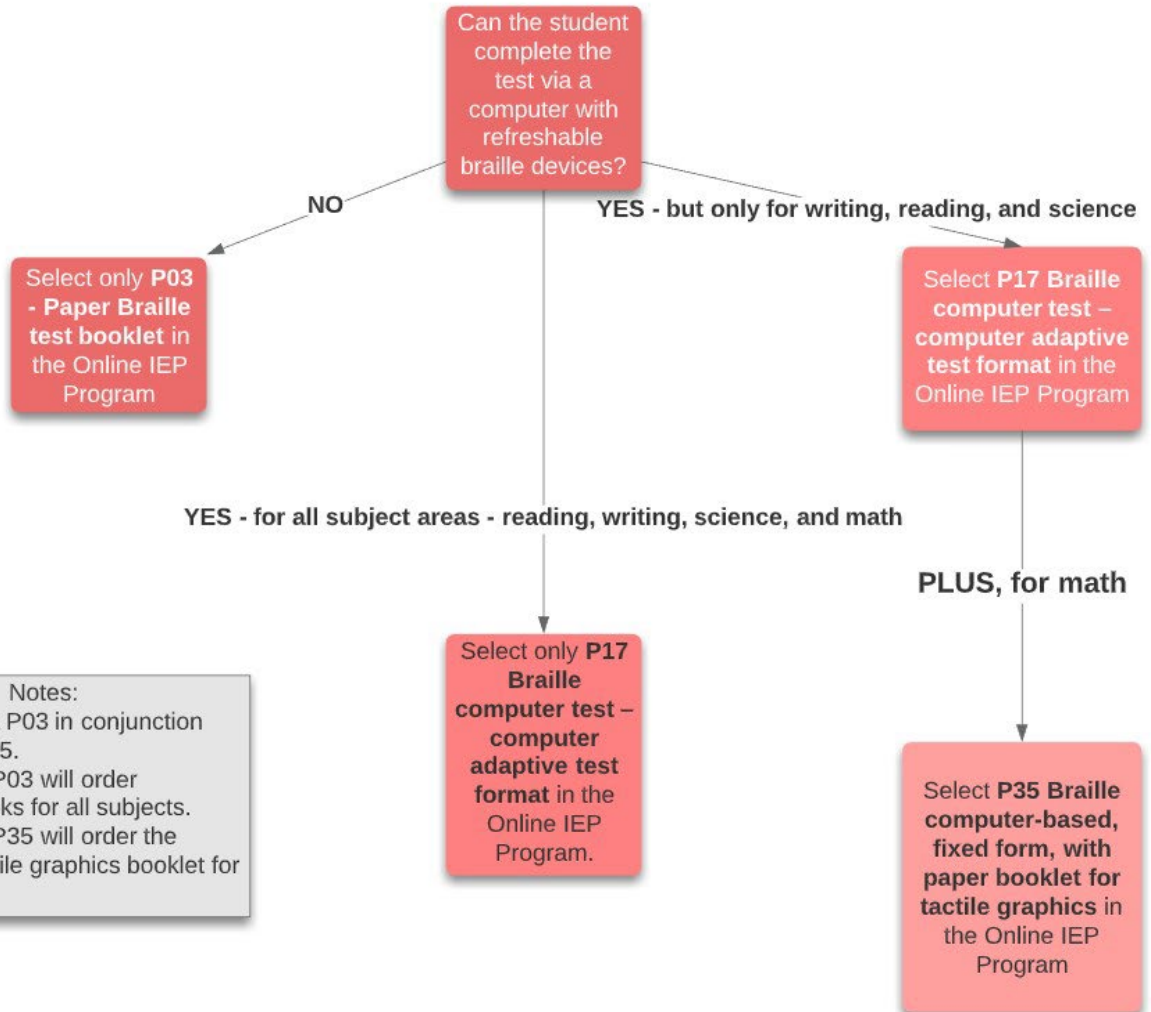 Can the student
complete the
test via a
computer with
refreshable
braille devices?
NO
YES - but only for writing, reading, and science
Select only P03
- Paper Braille
test booklet in
the Online IEP
Program
Select P17 Braille
computer test –
computer adaptive
test format in the
Online IEP Program
YES - for all subject areas - reading, writing, science, and math
PLUS, for math
Select only P17
Braille
computer test –
computer
adaptive test
format in the
Online IEP
Program.
Notes:
P03 in conjunction
5.
P03 will order
ks for all subjects.
P35 will order the
ile graphics booklet for
Select P35 Braille
computer-based,
fixed form, with
paper booklet for
tactile graphics in
the Online IEP
Program